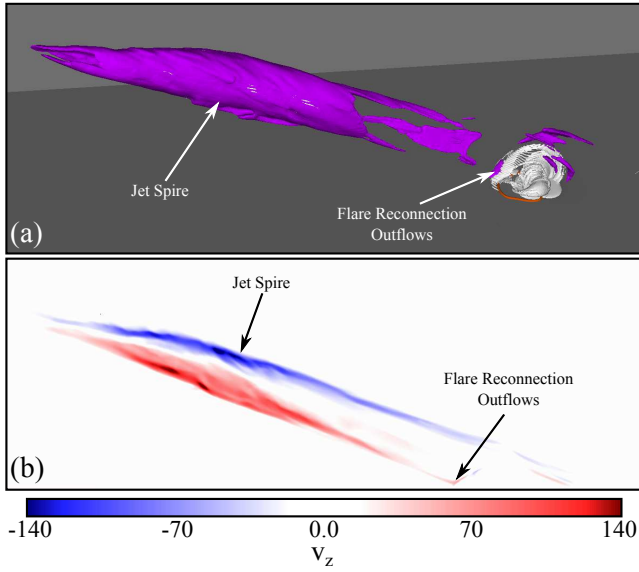 Jet Spire
Flare Reconnection
Outflows
(a)
Jet Spire
Flare Reconnection
Outflows
(b)
-140 -70 0.0 70 140
v_z